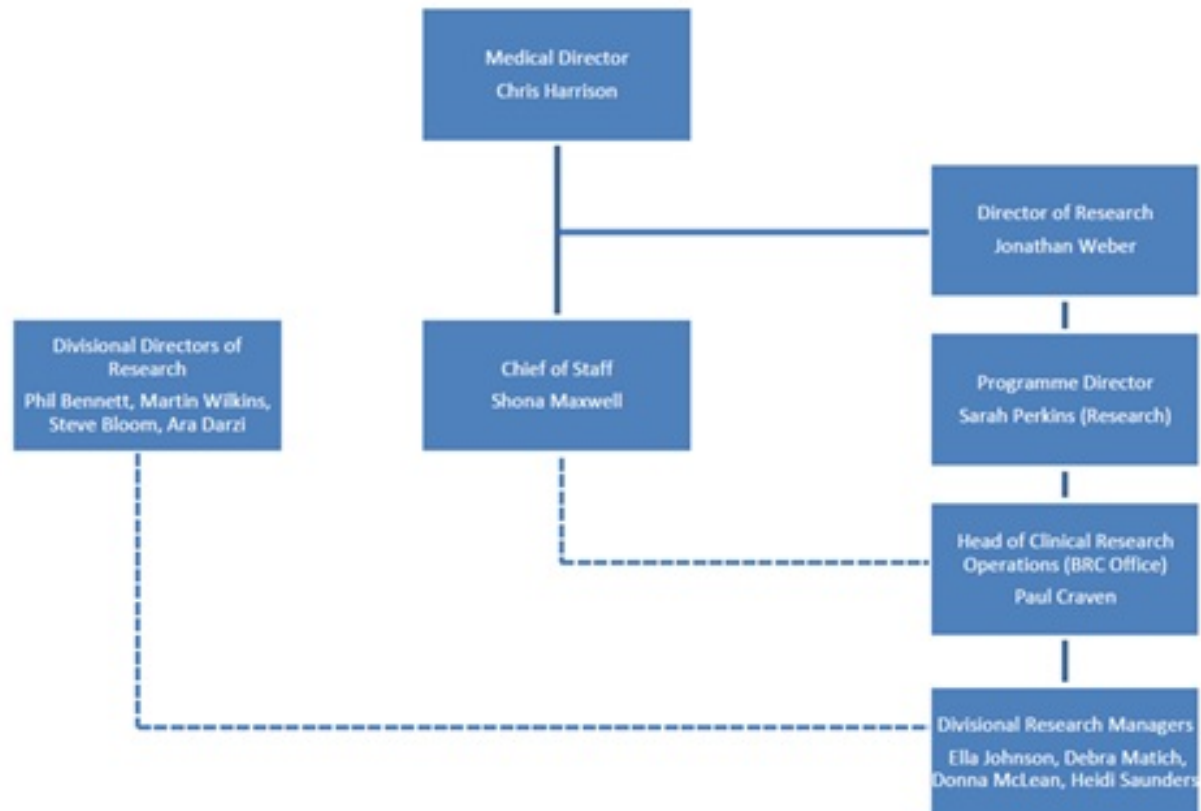 Medical Director
Chris Harrison
Director of Research
Jonathan Weber
Divisional Directors of
Research
Phil Bennett, Martin Wilkins,
Steve Bloom, Ara Darzi
Chief of Staff
Shona Maxwell
Programme Director
Sarah Perkins (Research)
Head of Clinical Research
Operations (BRC Office)
Paul Craven
Divisional Research Managers
Ella Johnson, Debra Matich,
Donna McLean, Heidi Saunders